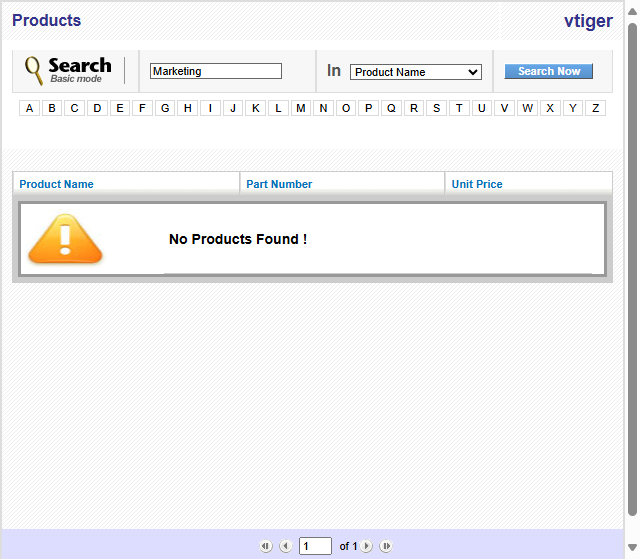 Products
vtiger
Search
Basic mode
Marketing
In
Product Name
Search Now
A B C D E F G H I J K L M N O P Q R S T U V W X Y Z
Product Name
Part Number
Unit Price
No Products Found !
1 of 1